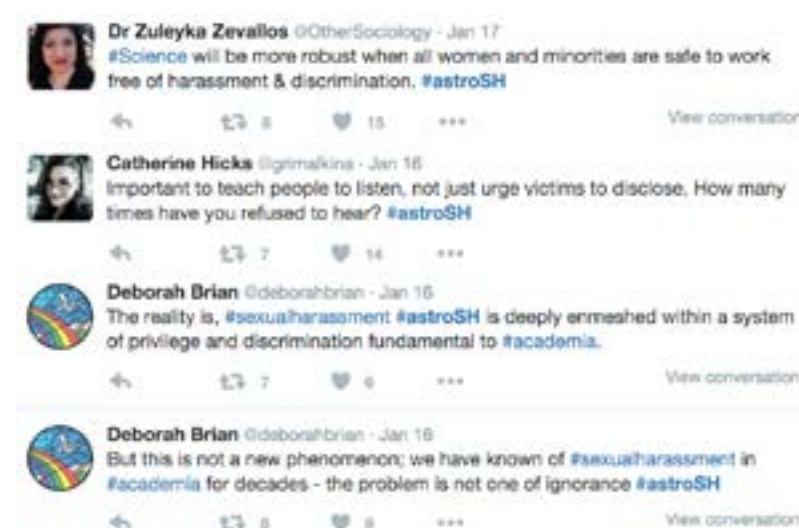 Dr Zuleyka Zevallos @OtherSociology - Jan 17
#Science will be more robust when all women and minorities are safe to work
free of harassment & discrimination. #astroSH
8 15 View conversation
Catherine Hicks @grimalkina - Jan 16
Important to teach people to listen, not just urge victims to disclose. How many
times have you refused to hear? #astroSH
7 14
Deborah Brian @deborahbrian - Jan 16
The reality is, #sexualharassment #astroSH is deeply enmeshed within a system
of privilege and discrimination fundamental to #academia.
7 6 View conversation
Deborah Brian @deborahbrian - Jan 16
But this is not a new phenomenon; we have known of #sexualharassment in
#academia for decades - the problem is not one of ignorance #astroSH
View conversation